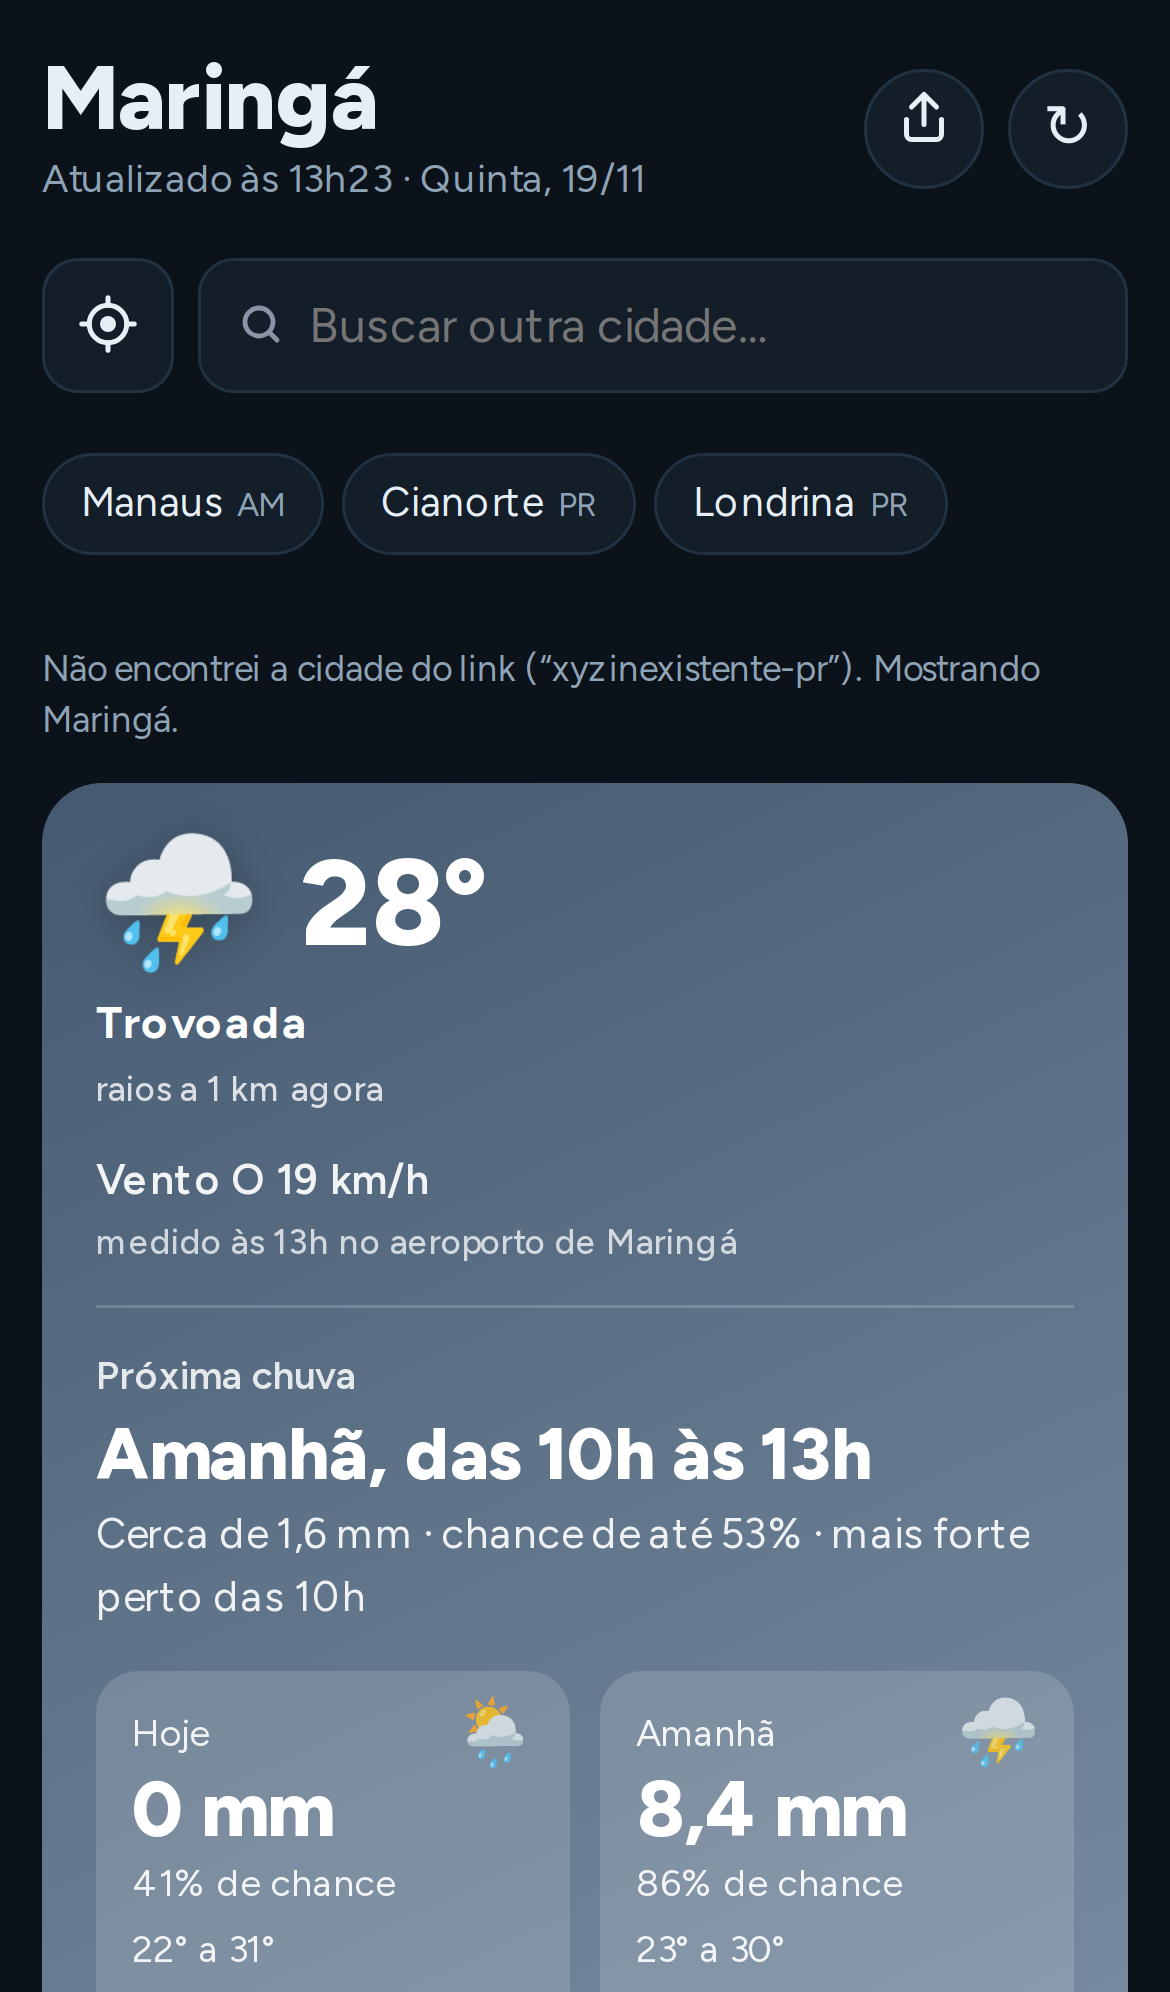 Maringá
Atualizado às 13h23 · Quinta, 19/11
Buscar outra cidade...
Manaus AM
Cianorte PR
Londrina PR
Não encontrei a cidade do link (“xyzinexistente-pr”). Mostrando
Maringá.
28°
Trovoada
raios a 1 km agora
Vento O 19 km/h
medido às 13h no aeroporto de Maringá
Próxima chuva
Amanhã, das 10h às 13h
Cerca de 1,6 mm · chance de até 53% · mais forte
perto das 10h
Hoje
0 mm
41% de chance
22° a 31°
Amanhã
8,4 mm
86% de chance
23° a 30°